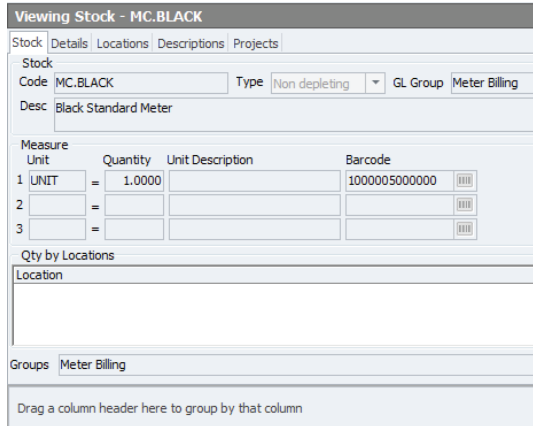 Viewing Stock - MC.BLACK
Stock Details Locations Descriptions Projects
Stock
Code MC.BLACK Type Non depleting GL Group Meter Billing
Desc Black Standard Meter
Measure
Unit Quantity Unit Description Barcode
1 UNIT = 1.0000 1000005000000
2 =
3 =
Qty by Locations
Location
Groups Meter Billing
Drag a column header here to group by that column